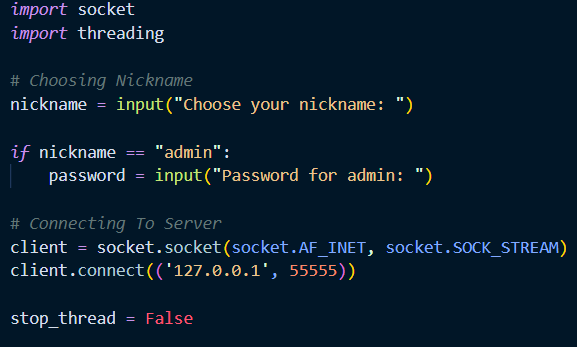 import socket
import threading
# Choosing Nickname
nickname = input("Choose your nickname: ")
if nickname == "admin":
    password = input("Password for admin: ")
# Connecting To Server
client = socket.socket(socket.AF_INET, socket.SOCK_STREAM)
client.connect(('127.0.0.1', 55555))
stop_thread = False